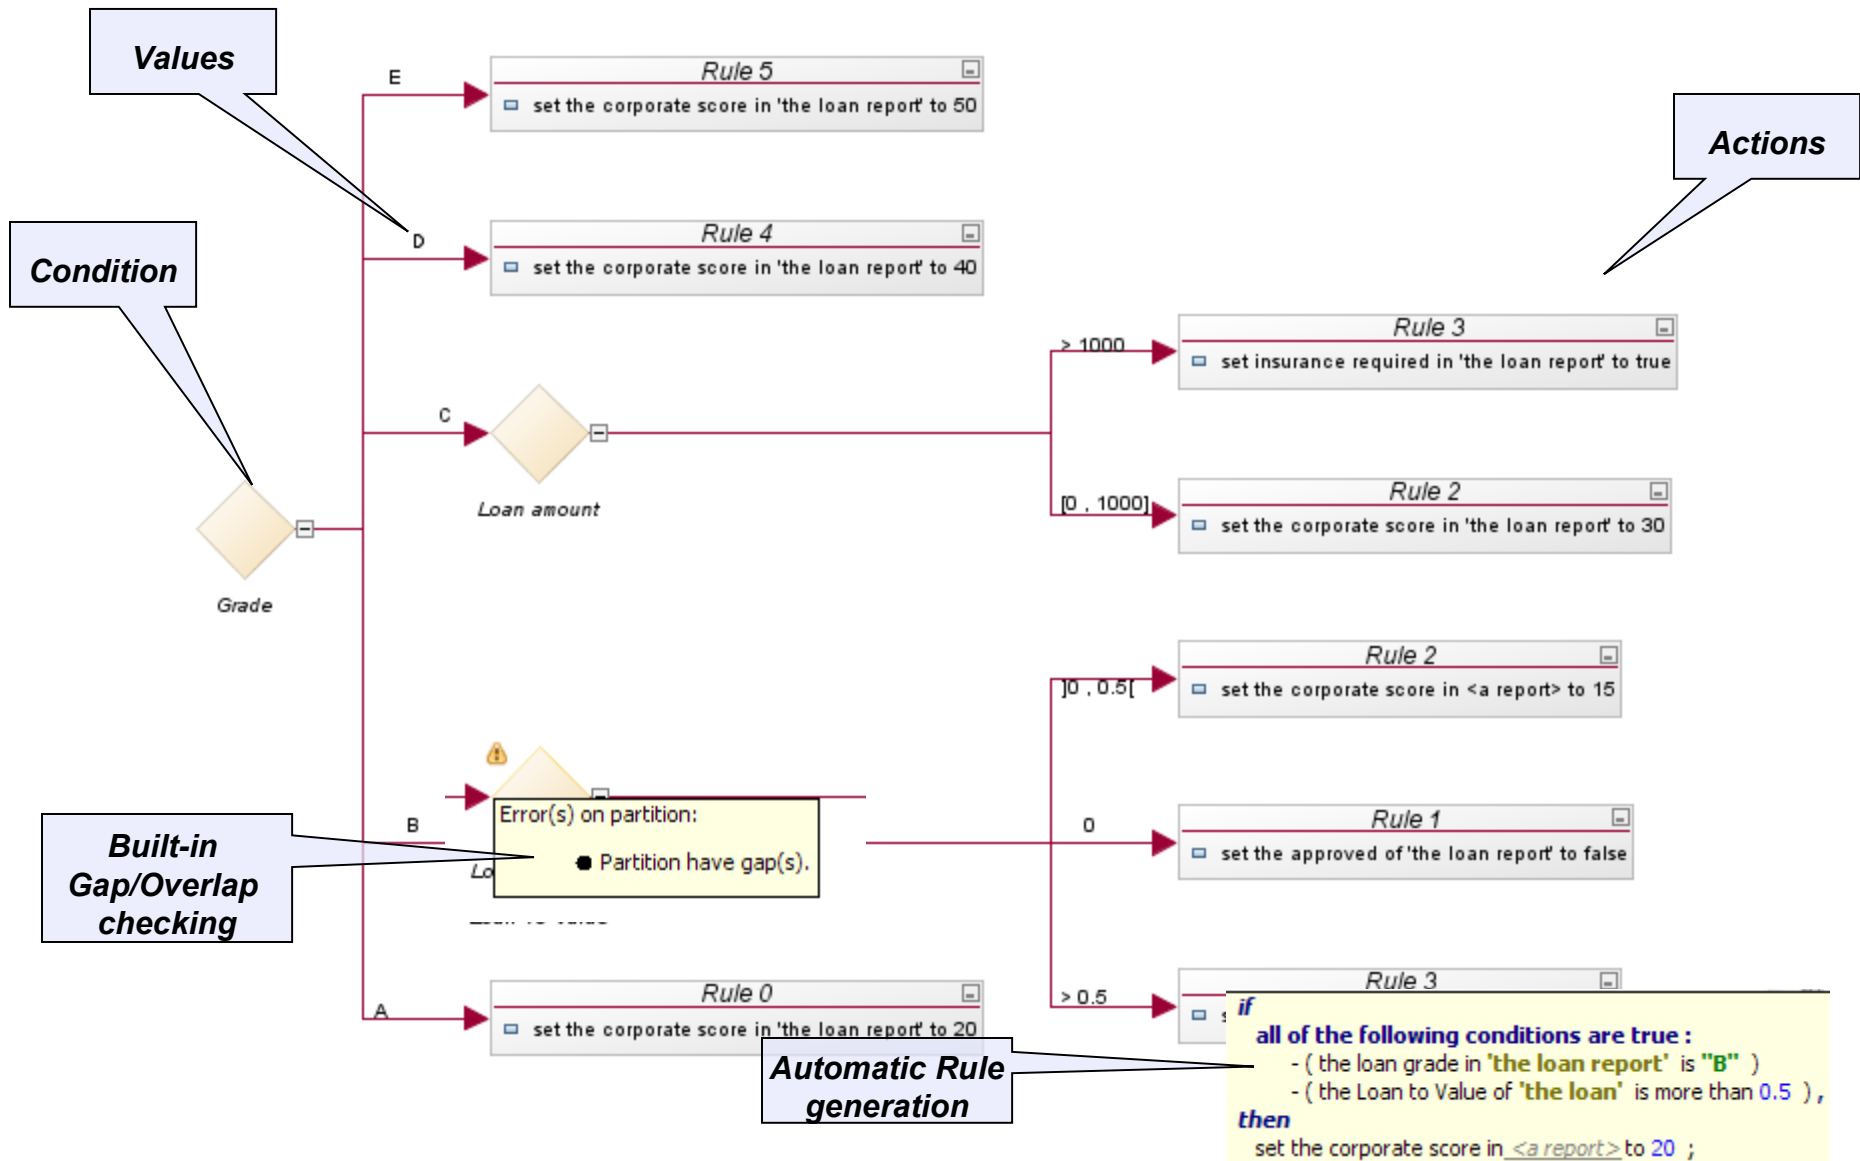 Values
E
Rule 5
set the corporate score in 'the loan report' to 50
Actions
D
Rule 4
set the corporate score in 'the loan report' to 40
Condition
> 1000
Rule 3
set insurance required in 'the loan report' to true
C
Loan amount
[0 , 1000]
Rule 2
set the corporate score in 'the loan report' to 30
Grade
]0 , 0.5[
Rule 2
set the corporate score in <a report> to 15
Error(s) on partition:
Partition have gap(s).
B
Lo
0
Rule 1
set the approved of 'the loan report' to false
Built-in
Gap/Overlap
checking
A
Rule 0
set the corporate score in 'the loan report' to 20
> 0.5
Rule 3
s
Automatic Rule
generation
if
all of the following conditions are true :
- ( the loan grade in 'the loan report' is "B" )
- ( the Loan to Value of 'the loan' is more than 0.5 ) ,
then
set the corporate score in <a report> to 20 ;